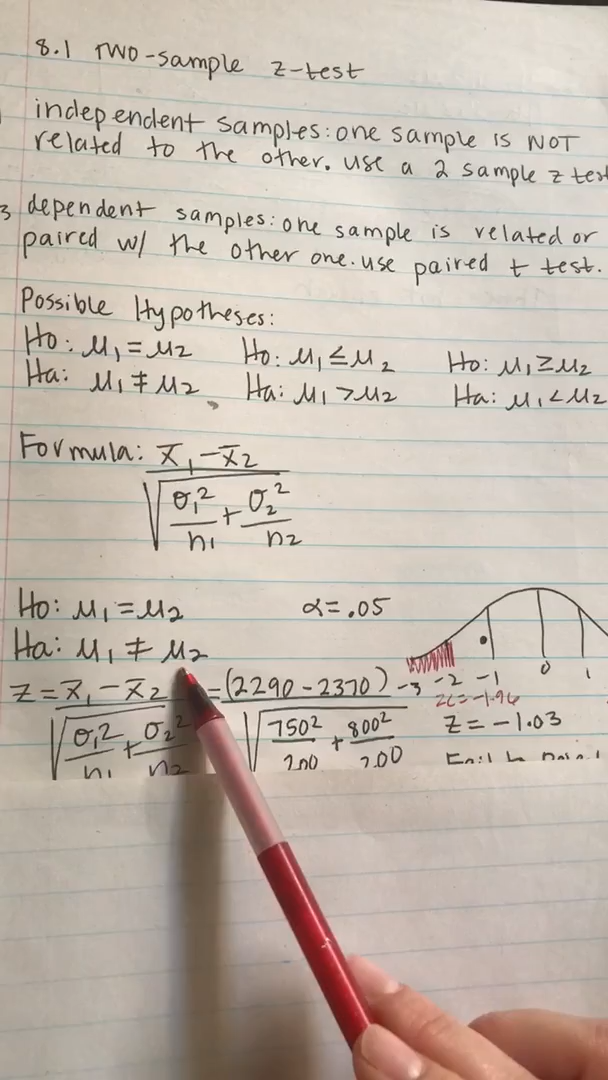 8.1 TWO-sample z-test
independent samples: one sample is NOT
related to the other. use a 2 sample z test
3 dependent samples: one sample is related or
paired w/ the other one. use paired t test.
Possible Hypotheses:
Ho: μ1 = μ2 Ho: μ1 ≤ μ2 Ho: μ1 ≥ μ2
Ha: μ1 ≠ μ2 Ha: μ1 > μ2 Ha: μ1 < μ2
Formula: x̄1 - x̄2
√ σ1² / n1 + σ2² / n2
Ho: μ1 = μ2 α = .05
Ha: μ1 ≠ μ2
-3 -2 -1 0 1
zc = -1.96
z = x̄1 - x̄2 = (2290 - 2370)
√ σ1² / n1 + σ2² / n2 √ 750² / 200 + 800² / 200
z = -1.03